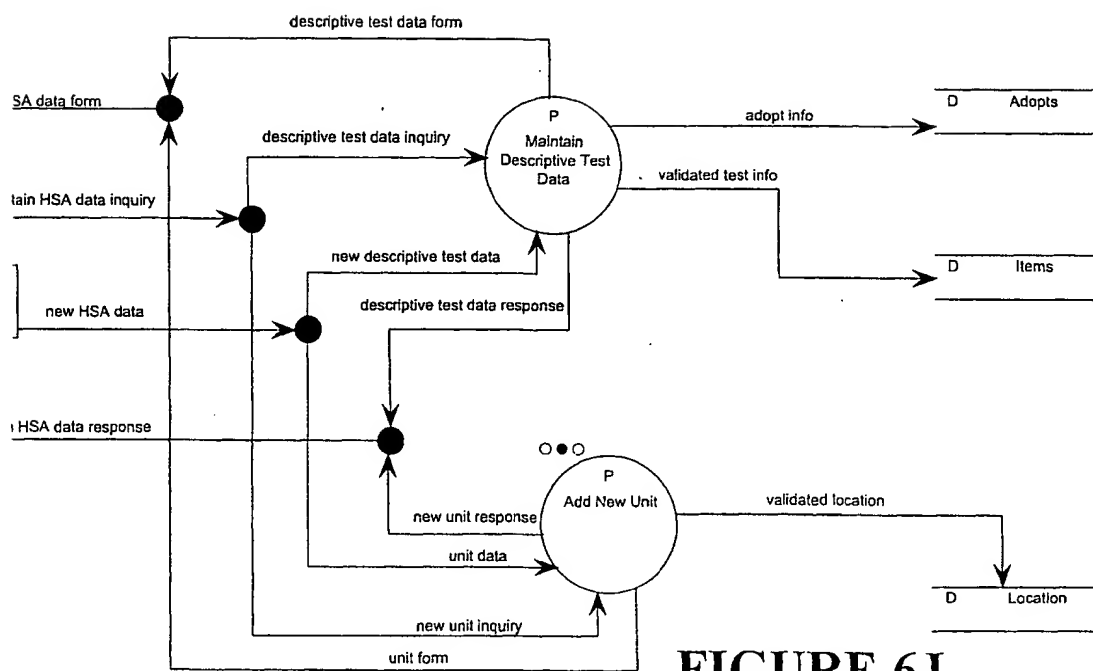 descriptive test data form
SA data form
P
Maintain
Descriptive Test
Data
D Adopts
adopt info
descriptive test data inquiry
validated test info
tain HSA data inquiry
new descriptive test data
D Items
descriptive test data response
new HSA data
HSA data response
P
Add New Unit
validated location
new unit response
unit data
D Location
new unit inquiry
unit form